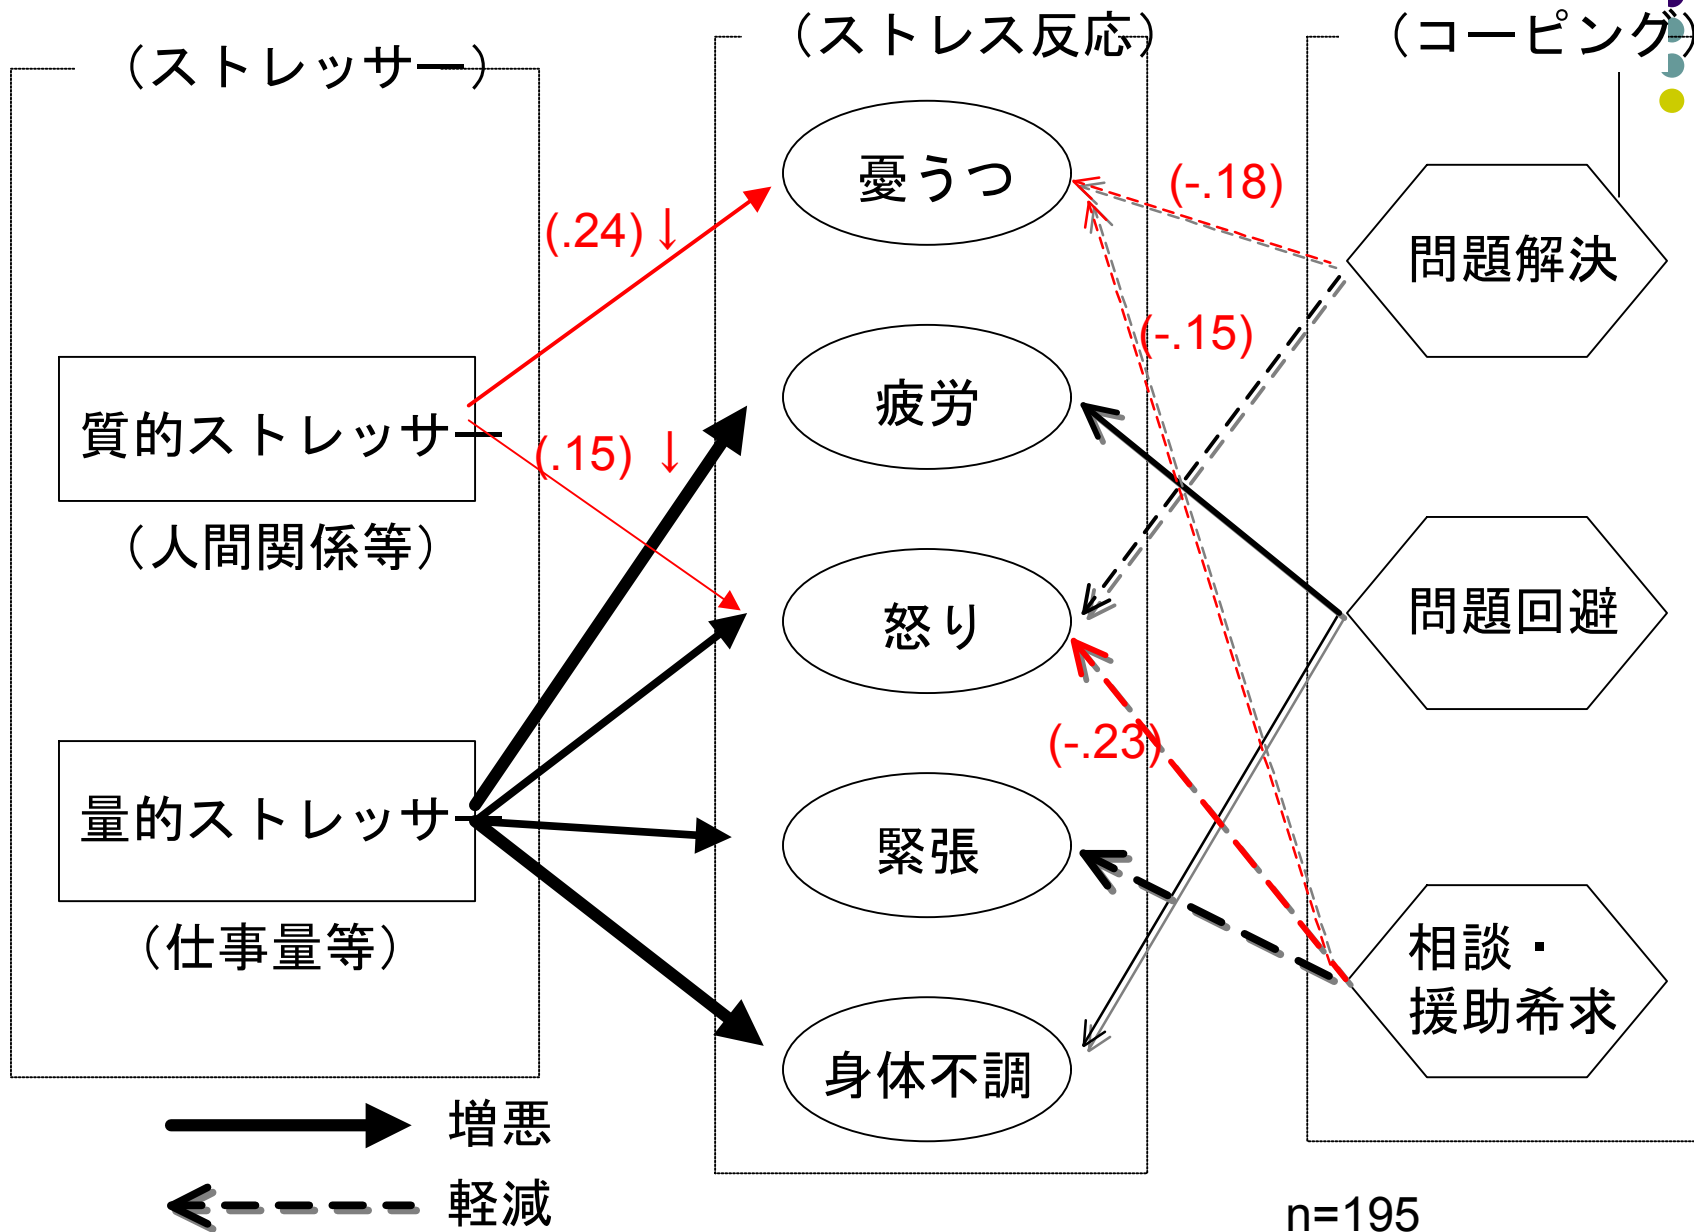 (ストレッサー)
(ストレス反応)
(コーピング)
憂うつ
(-.18)
(.24)↓
問題解決
(-.15)
疲労
質的ストレッサー
(.15) ↓
(人間関係等)
怒り
問題回避
(-.23)
量的ストレッサー
緊張
(仕事量等)
相談・
援助希求
身体不調
増悪
軽減
n=195